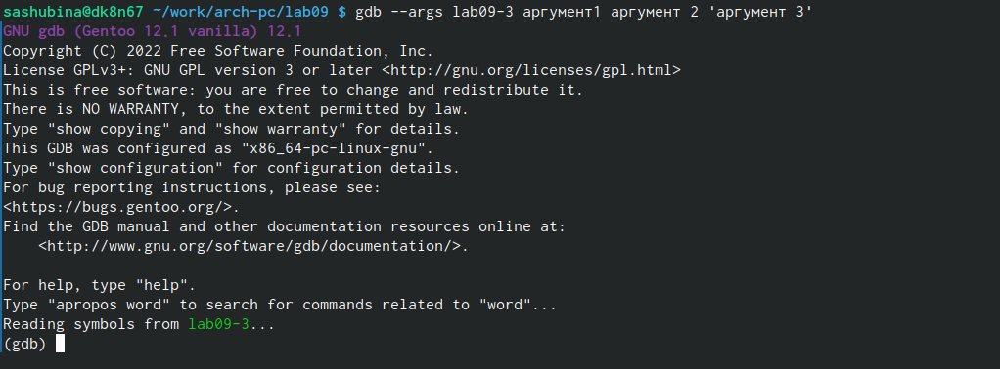 sashubina@dk8n67 ~/work/arch-pc/lab09 $ gdb --args lab09-3 аргумент1 аргумент 2 'аргумент 3'
GNU gdb (Gentoo 12.1 vanilla) 12.1
Copyright (C) 2022 Free Software Foundation, Inc.
License GPLv3+: GNU GPL version 3 or later <http://gnu.org/licenses/gpl.html>
This is free software: you are free to change and redistribute it.
There is NO WARRANTY, to the extent permitted by law.
Type "show copying" and "show warranty" for details.
This GDB was configured as "x86_64-pc-linux-gnu".
Type "show configuration" for configuration details.
For bug reporting instructions, please see:
<https://bugs.gentoo.org/>.
Find the GDB manual and other documentation resources online at:
    <http://www.gnu.org/software/gdb/documentation/>.

For help, type "help".
Type "apropos word" to search for commands related to "word"...
Reading symbols from lab09-3...
(gdb)